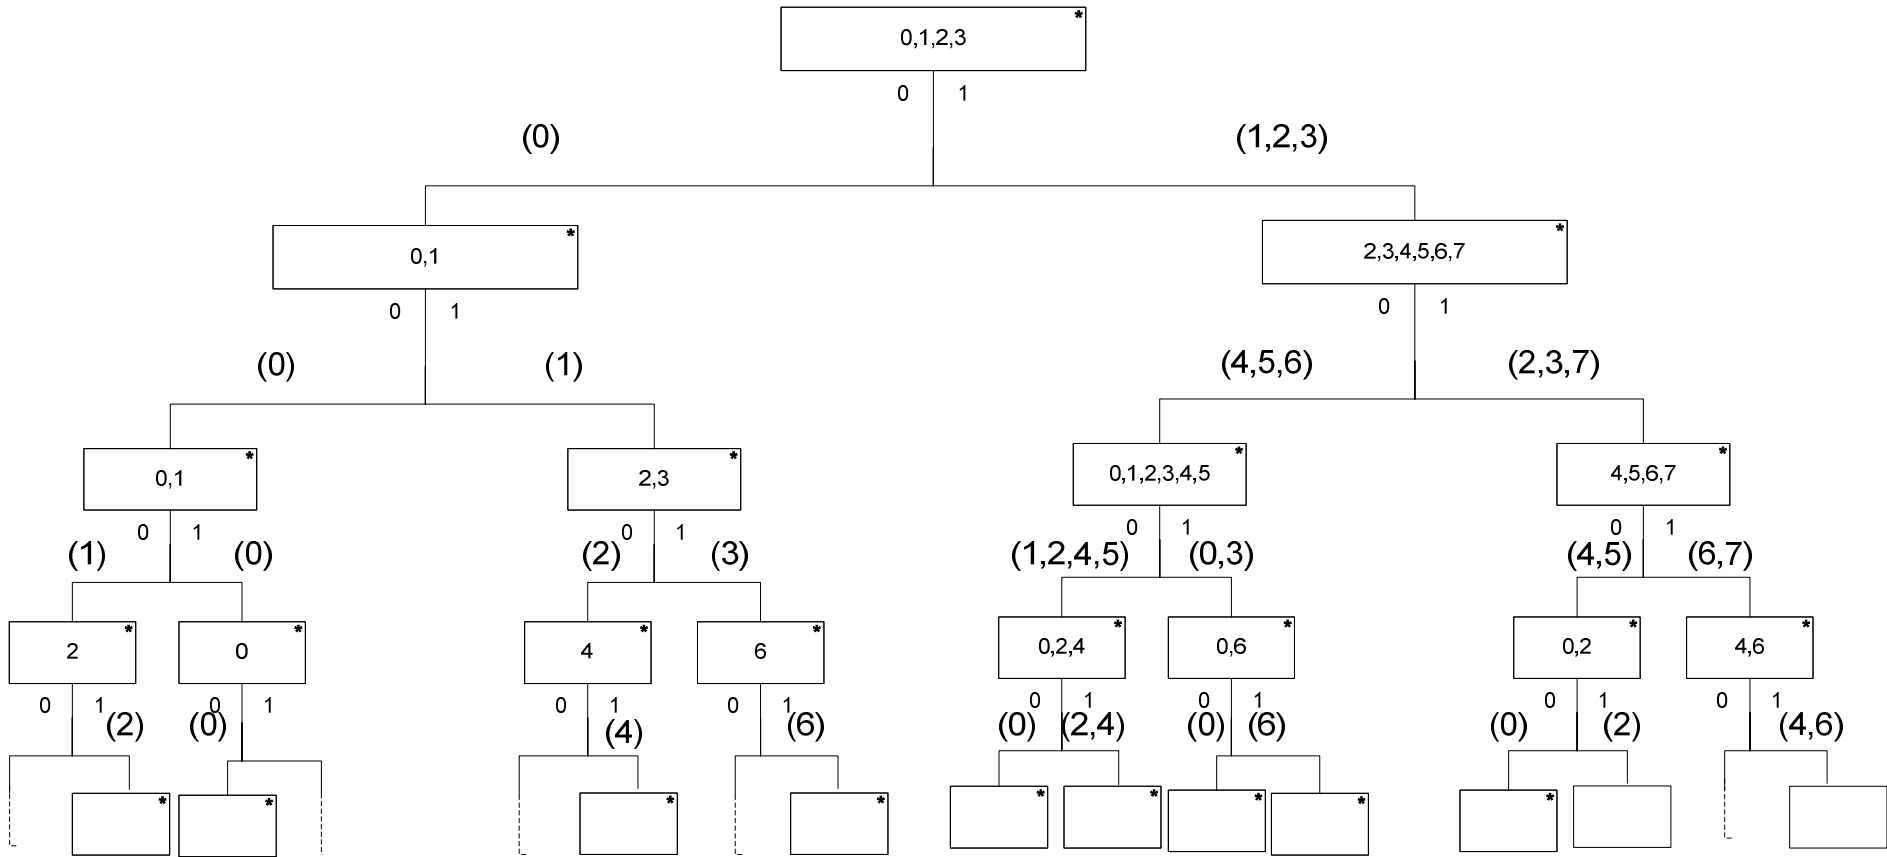 *
0,1,2,3
0 1
(0) (1,2,3)
* *
0,1 2,3,4,5,6,7
0 1 0 1
(0) (1) (4,5,6) (2,3,7)
* * * *
0,1 2,3 0,1,2,3,4,5 4,5,6,7
0 1 0 1 0 1 0 1
(1) (0) (2) (3) (1,2,4,5) (0,3) (4,5) (6,7)
* * * * * * * *
2 0 4 6 0,2,4 0,6 0,2 4,6
0 1 0 1 0 1 0 1 0 1 0 1 0 1 0 1
(2) (0) (4) (6) (0) (2,4) (0) (6) (0) (2) (4,6)
* * * * * * * * *